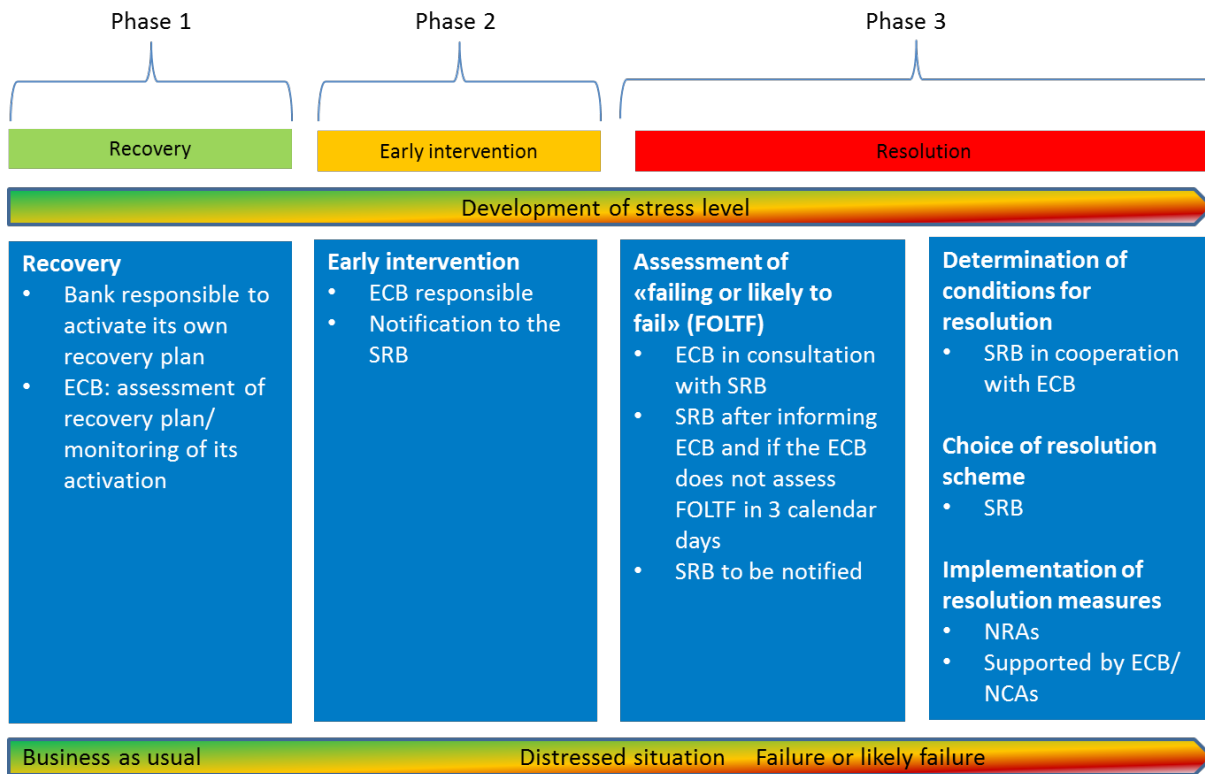 Phase 1
Phase 2
Phase 3
Recovery
Early intervention
Resolution
Development of stress level
Recovery
• Bank responsible to
activate its own
recovery plan
• ECB: assessment of
recovery plan/
monitoring of its
activation
Early intervention
• ECB responsible
• Notification to the
SRB
Assessment of
«failing or likely to
fail» (FOLTF)
• ECB in consultation
with SRB
• SRB after informing
ECB and if the ECB
does not assess
FOLTF in 3 calendar
days
• SRB to be notified
Determination of
conditions for
resolution
• SRB in cooperation
with ECB
Choice of resolution
scheme
• SRB
Implementation of
resolution measures
• NRAs
• Supported by ECB/
NCAs
Business as usual
Distressed situation
Failure or likely failure